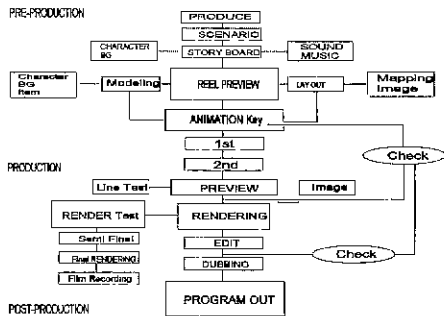 PRE-PRODUCTION
PRODUCE
SCENARIO
CHARACTER
BG
STORY BOARD
SOUND
MUSIC
Character
BG
Item
Modeling
REEL PREVIEW
LAY OUT
Mapping
Image
ANIMATION Key
1st
2nd
Check
PRODUCTION
Line Test
PREVIEW
Image
RENDER Test
RENDERING
Semi Final
EDIT
Final RENDERING
DUBBING
Check
Film Recording
PROGRAM OUT
POST-PRODUCTION